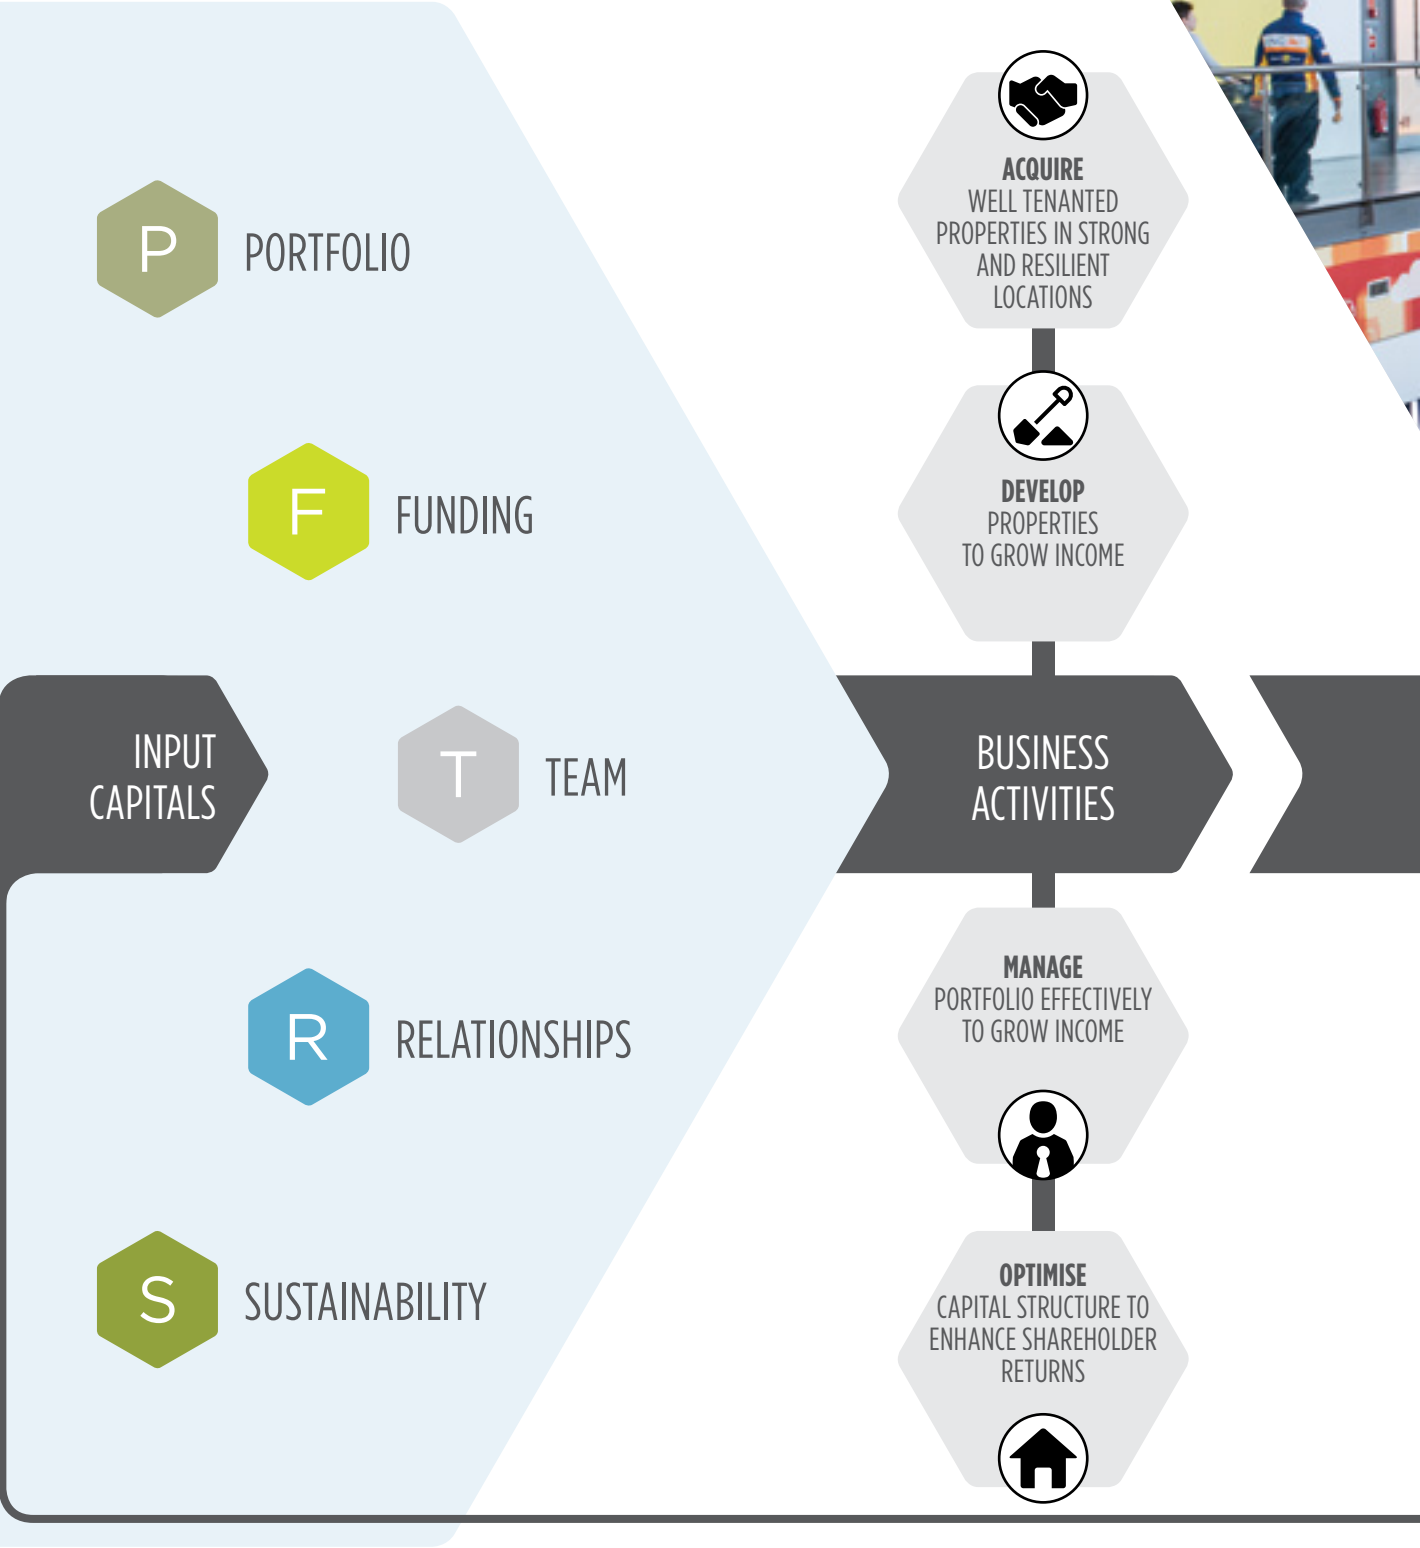 P
PORTFOLIO
F
FUNDING
INPUT
CAPITALS
T
TEAM
R
RELATIONSHIPS
S
SUSTAINABILITY
ACQUIRE
WELL TENANTED
PROPERTIES IN STRONG
AND RESILIENT
LOCATIONS
DEVELOP
PROPERTIES
TO GROW INCOME
BUSINESS
ACTIVITIES
MANAGE
PORTFOLIO EFFECTIVELY
TO GROW INCOME
OPTIMISE
CAPITAL STRUCTURE TO
ENHANCE SHAREHOLDER
RETURNS